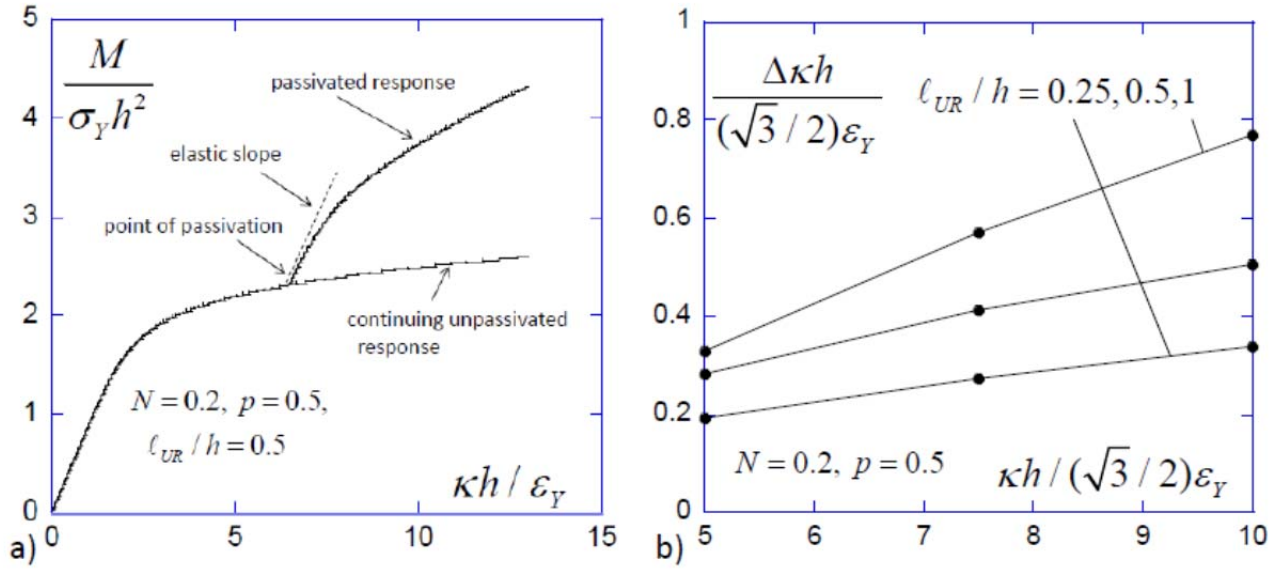 5
4
3
2
1
0
M
σ_Y h²
passivated response
elastic slope
point of passivation
continuing unpassivated
response
N = 0.2, p = 0.5,
ℓ_UR / h = 0.5
κh / ε_Y
0 5 10 15
a)
1
0.8
0.6
0.4
0.2
0
Δκh
(√3 / 2)ε_Y
ℓ_UR / h = 0.25, 0.5, 1
N = 0.2, p = 0.5
κh / (√3 / 2)ε_Y
5 6 7 8 9 10
b)